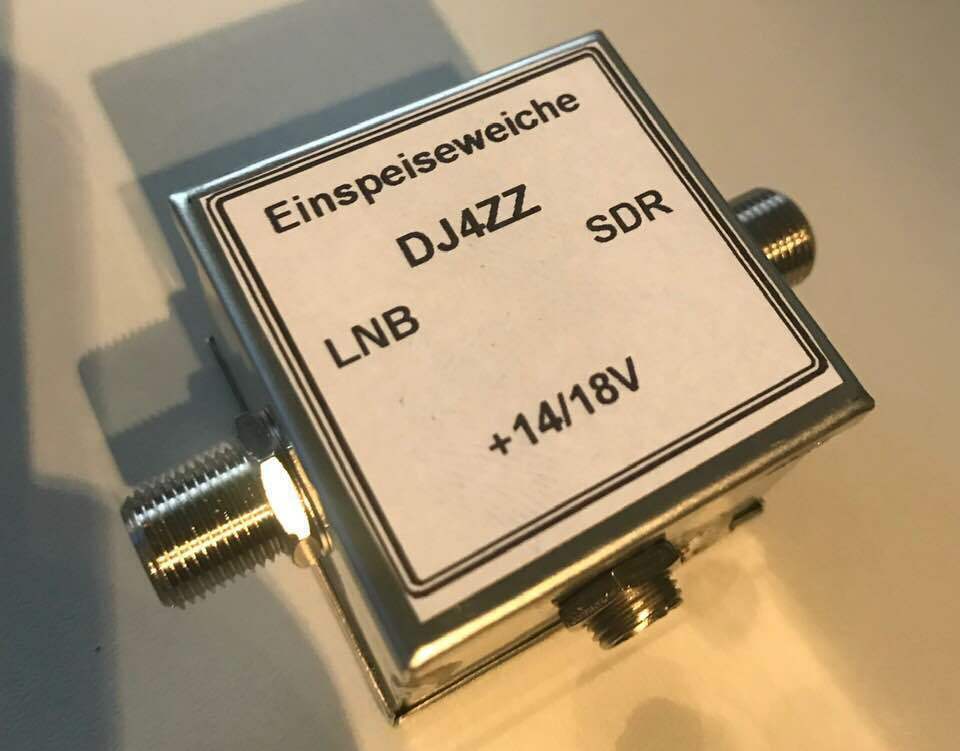 Einspeiseweiche
DJ4ZZ
SDR
LNB
+14/18V